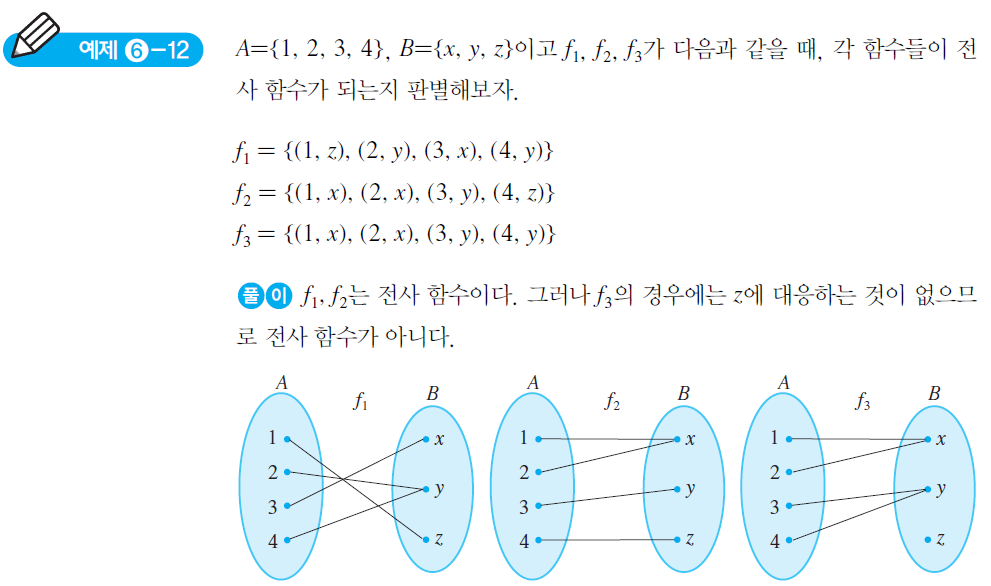 예제 6-12
A={1, 2, 3, 4}, B={x, y, z}이고 f₁, f₂, f₃가 다음과 같을 때, 각 함수들이 전
사 함수가 되는지 판별해보자.
f₁ = {(1, z), (2, y), (3, x), (4, y)}
f₂ = {(1, x), (2, x), (3, y), (4, z)}
f₃ = {(1, x), (2, x), (3, y), (4, y)}
풀이 f₁, f₂는 전사 함수이다. 그러나 f₃의 경우에는 z에 대응하는 것이 없으므
로 전사 함수가 아니다.
A f₁ B
1 x
2 y
3
4 z
A f₂ B
1 x
2
3 y
4 z
A f₃ B
1 x
2
3 y
4 z